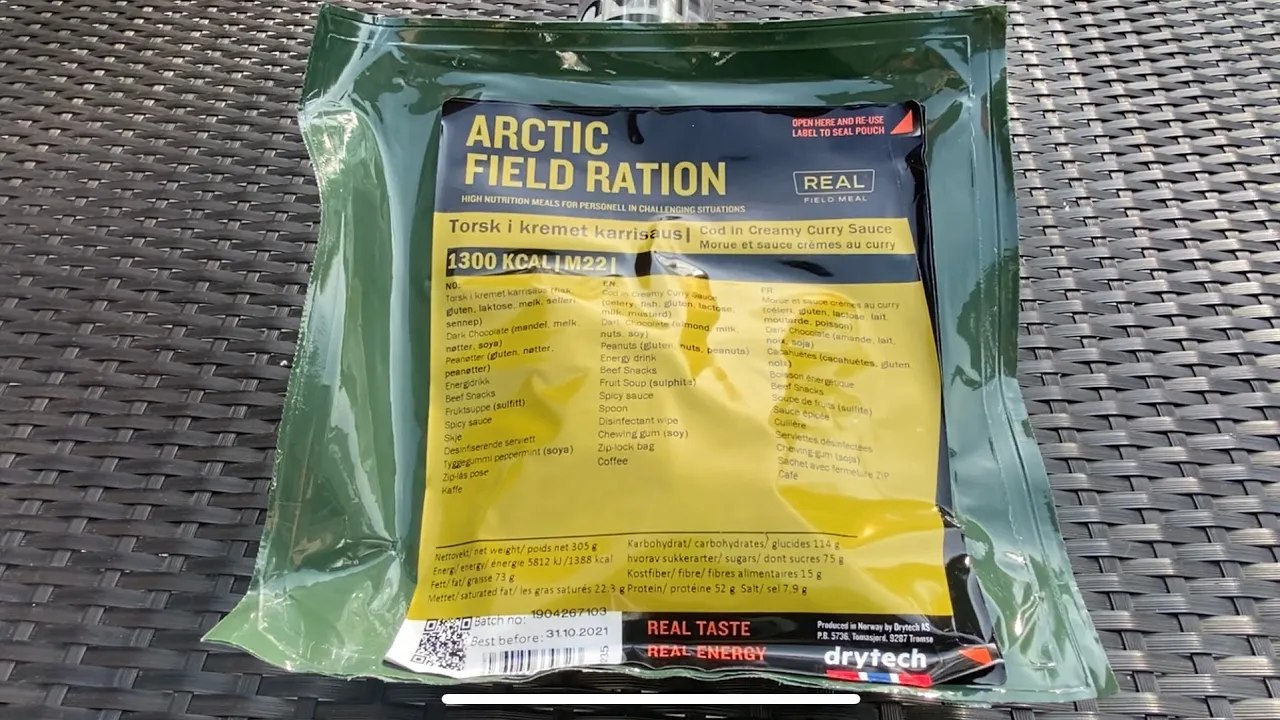 ARCTIC
FIELD RATION
HIGH NUTRITION MEALS FOR PERSONELL IN CHALLENGING SITUATIONS
OPEN HERE AND RE-USE
LABEL TO SEAL POUCH
REAL
FIELD MEAL
Torsk i kremet karrisaus|
Cod in Creamy Curry Sauce
Morue et sauce crèmes au curry
1300 KCAL | M22 |
NO:
Torsk i kremet karrisaus (fisk,
gluten, laktose, melk, selleri,
sennep)
Dark Chocolate (mandel, melk,
nøtter, soya)
Peanøtter (gluten, nøtter,
peanøtter)
Energidrikk
Beef Snacks
Fruktsuppe (sulfitt)
Spicy sauce
Skje
Desinfiserende serviett
Tyggegummi peppermint (soya)
Zip-lås pose
Kaffe
EN
Cod in Creamy Curry Sauce
(celery, fish, gluten, lactose,
milk, mustard)
Dark Chocolate (almond, milk,
nuts, soy)
Peanuts (gluten, nuts, peanuts)
Energy drink
Beef Snacks
Fruit Soup (sulphite)
Spicy sauce
Spoon
Disinfectant wipe
Chewing gum (soy)
Zip-lock bag
Coffee
FR
Morue et sauce crèmes au curry
(céleri, gluten, lactose, lait,
moutarde, poisson)
Dark Chocolate (amande, lait,
noix, soja)
Cacahuètes (cacahuètes, gluten,
noix)
Boisson énergétique
Beef Snacks
Soupe de fruits (sulfite)
Sauce épicée
Cuillère
Serviettes désinfectées
Chewing-gum (soja)
Sachet avec fermeture ZIP
Café
Nettovekt/ net weight/ poids net 305 g
Energi/ energy/ énergie 5812 kJ /1388 kcal
Fett/ fat/ graisse 73 g
Mettet/ saturated fat/ les gras saturés 22.3 g
Karbohydrat/ carbohydrates/ glucides 114 g
hvorav sukkerarter/ sugars/ dont sucres 75 g
Kostfiber/ fibre/ fibres alimentaires 15 g
Protein/ protéine 52 g Salt/ sel 7,9 g
Batch no: 1904267103
Best before: 31.10.2021
REAL TASTE
REAL ENERGY
Produced in Norway by Drytech AS
P.B. 5736, Tomasjord, 9287 Tromsø
drytech